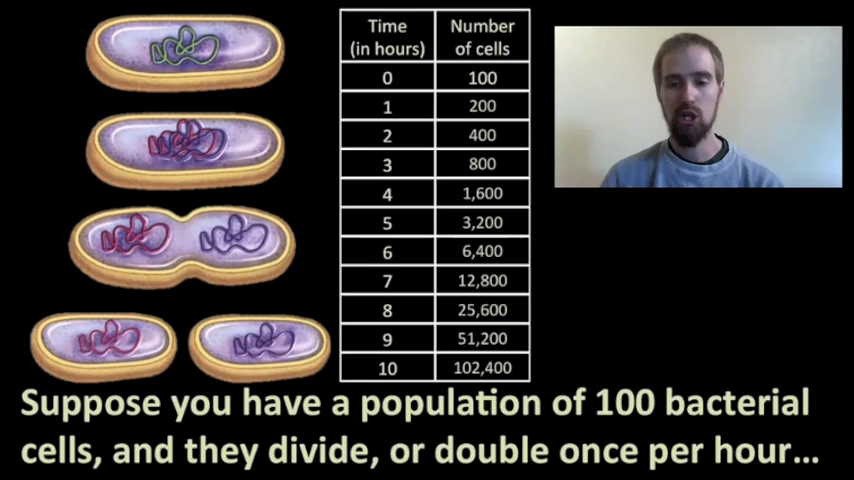 Time Number
(in hours) of cells
0 100
1 200
2 400
3 800
4 1,600
5 3,200
6 6,400
7 12,800
8 25,600
9 51,200
10 102,400
Suppose you have a population of 100 bacterial
cells, and they divide, or double once per hour...